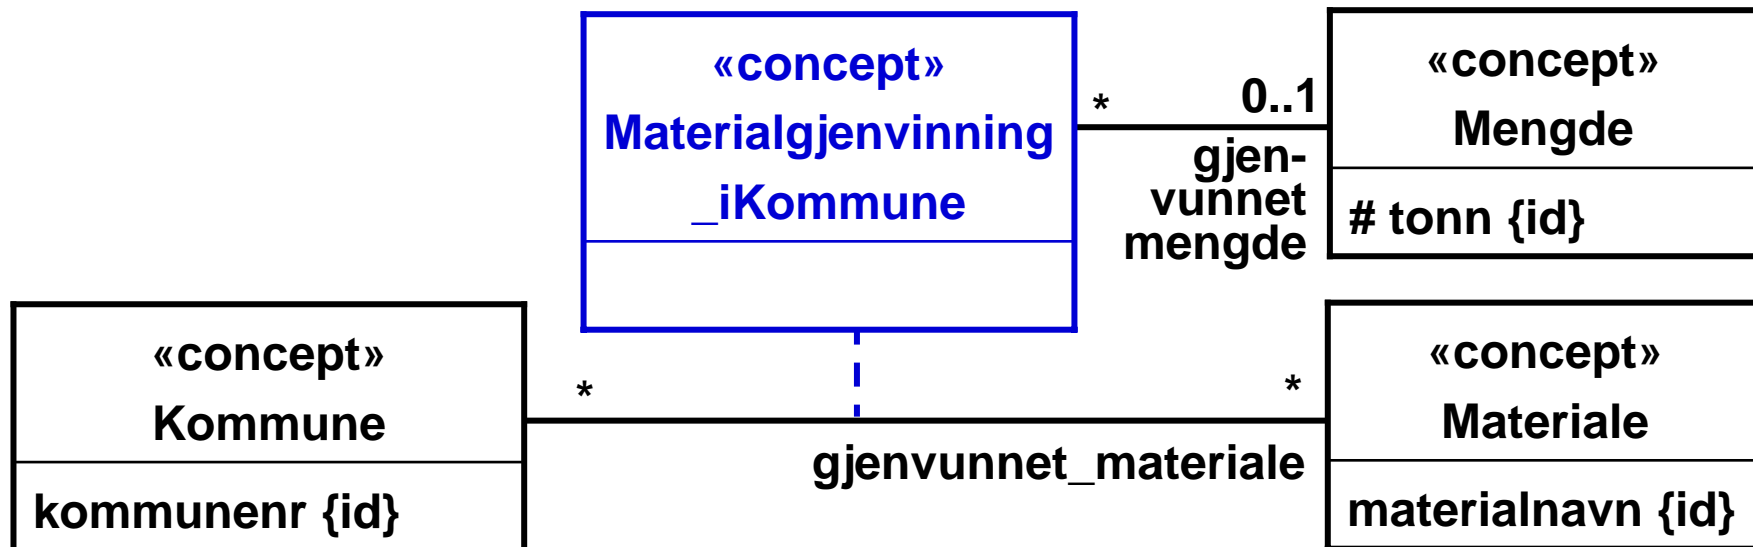 «concept»
Materialgjenvinning
_iKommune
*
0..1
gjen-
vunnet
mengde
«concept»
Mengde
# tonn {id}
«concept»
Kommune
kommunenr {id}
*
*
gjenvunnet_materiale
«concept»
Materiale
materialnavn {id}